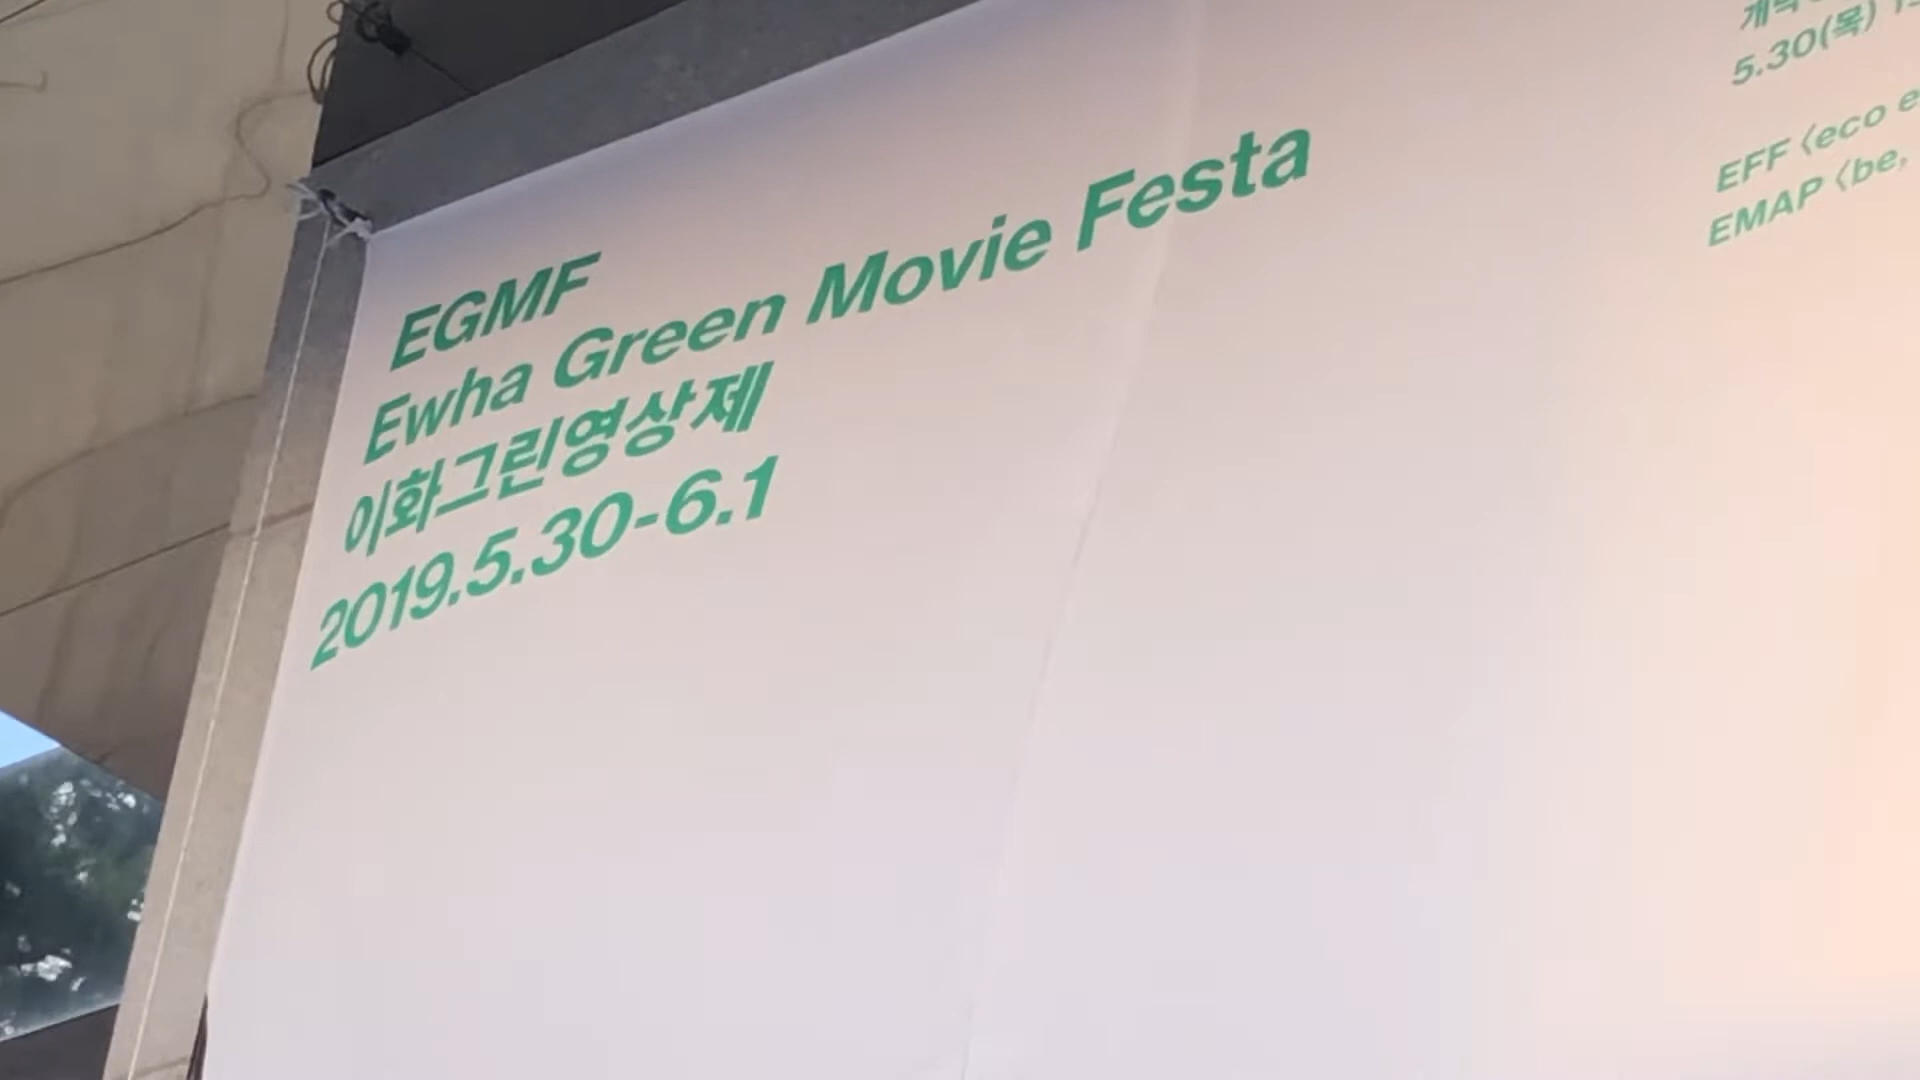 EGMF
Ewha Green Movie Festa
이화그린영상제
2019.5.30-6.1
5.30(목)
EFF 〈eco
EMAP 〈be,